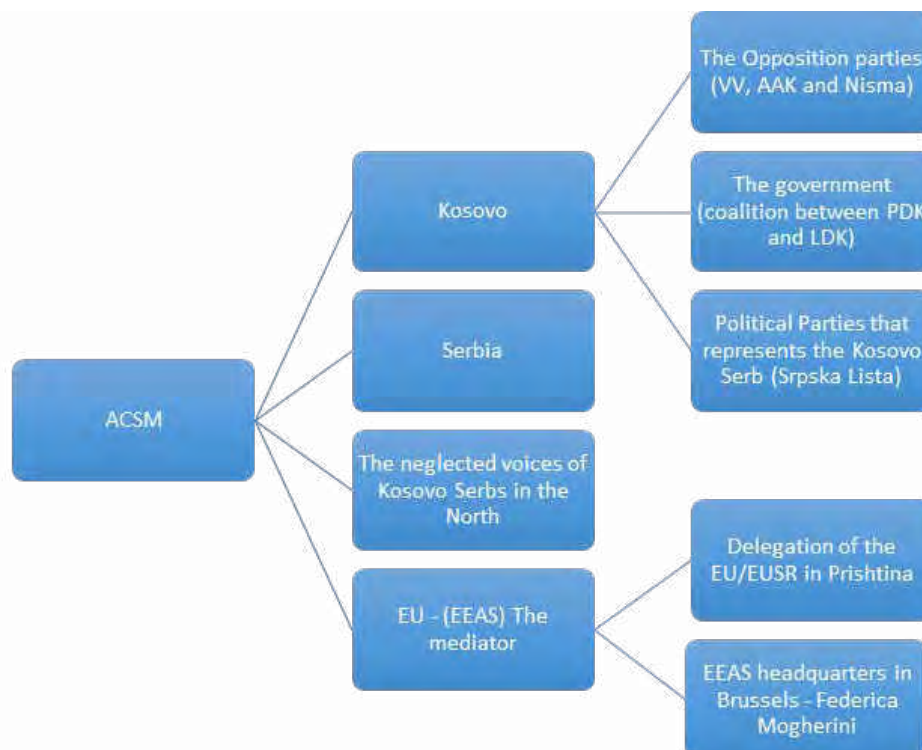 The Opposition parties
(VV, AAK and Nisma)
Kosovo
The government
(coalition between PDK
and LDK)
Political Parties that
represents the Kosovo
Serb (Srpska Lista)
Serbia
ACSM
The neglected voices of
Kosovo Serbs in the
North
EU - (EEAS) The
mediator
Delegation of the
EU/EUSR in Prishtina
EEAS headquarters in
Brussels - Federica
Mogherini